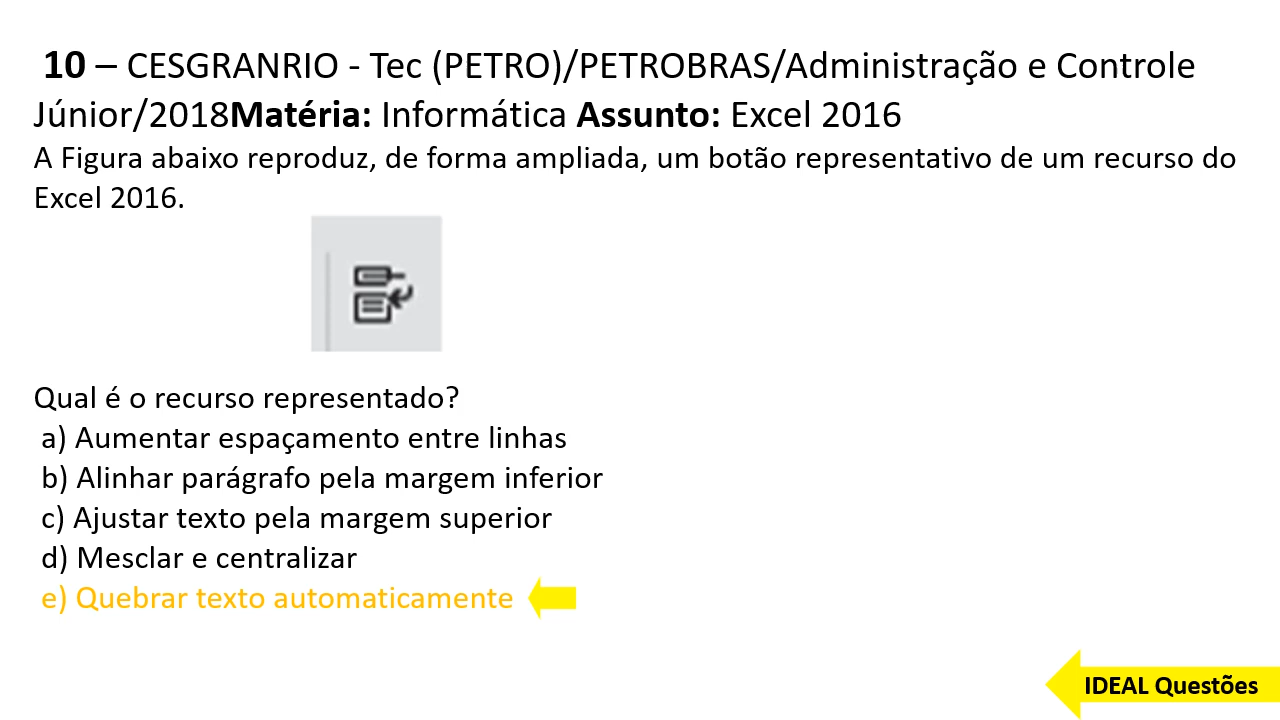 10 – CESGRANRIO - Tec (PETRO)/PETROBRAS/Administração e Controle
Júnior/2018Matéria: Informática Assunto: Excel 2016
A Figura abaixo reproduz, de forma ampliada, um botão representativo de um recurso do
Excel 2016.
Qual é o recurso representado?
a) Aumentar espaçamento entre linhas
b) Alinhar parágrafo pela margem inferior
c) Ajustar texto pela margem superior
d) Mesclar e centralizar
e) Quebrar texto automaticamente
IDEAL Questões